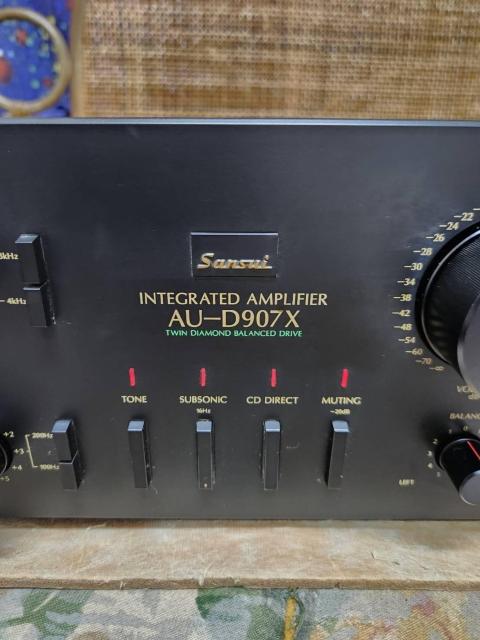 Sansui
INTEGRATED AMPLIFIER
AU-D907X
TWIN DIAMOND BALANCED DRIVE
-22
-24
-26
-28
-30
-34
-38
-42
-48
-54
-60
-70
-∞
4kHz
TONE
SUBSONIC
16Hz
CD DIRECT
MUTING
-20dB
+2
+3
+4
+5
200Hz
100Hz
LEFT